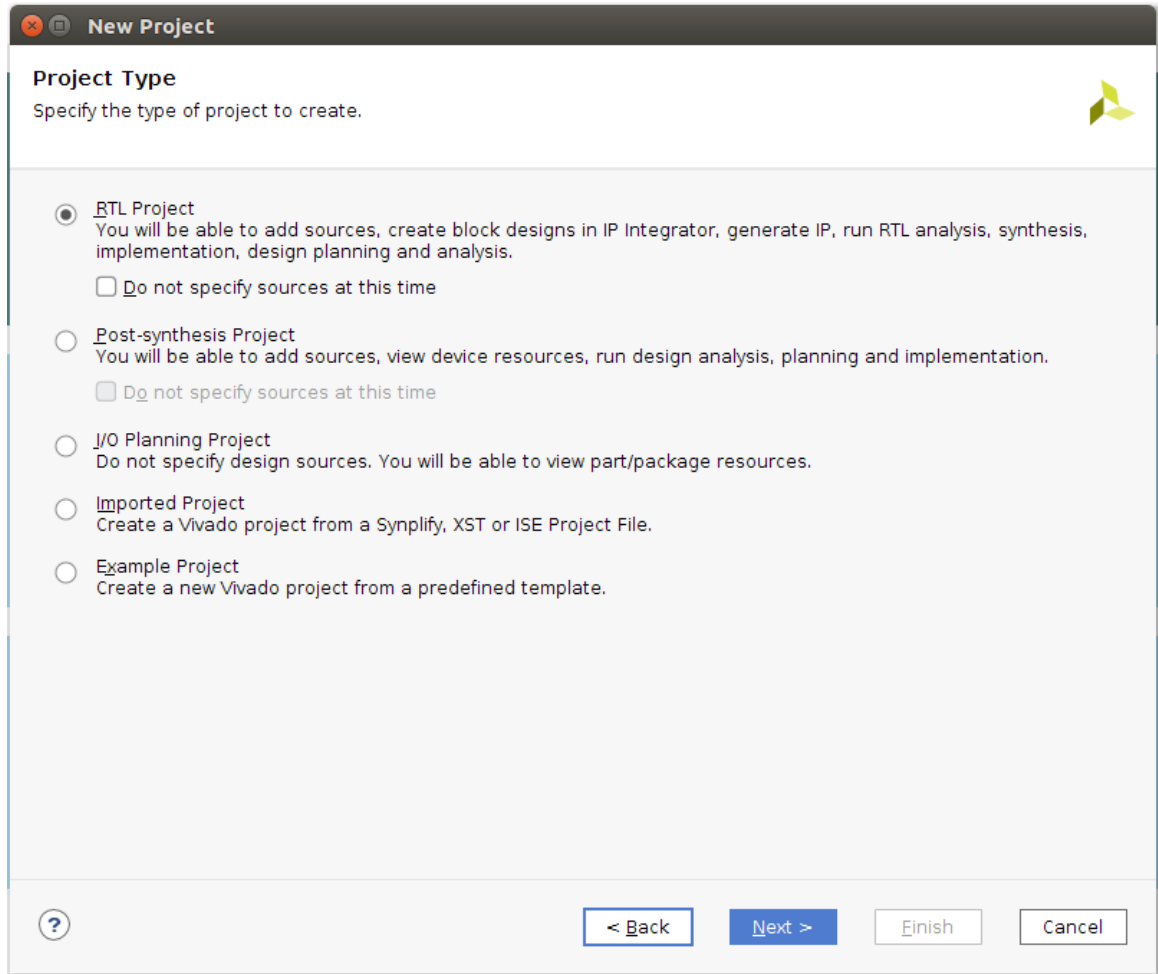 New Project
Project Type
Specify the type of project to create.
RTL Project
You will be able to add sources, create block designs in IP Integrator, generate IP, run RTL analysis, synthesis,
implementation, design planning and analysis.
Do not specify sources at this time
Post-synthesis Project
You will be able to add sources, view device resources, run design analysis, planning and implementation.
Do not specify sources at this time
I/O Planning Project
Do not specify design sources. You will be able to view part/package resources.
Imported Project
Create a Vivado project from a Synplify, XST or ISE Project File.
Example Project
Create a new Vivado project from a predefined template.
? < Back Next > Finish Cancel